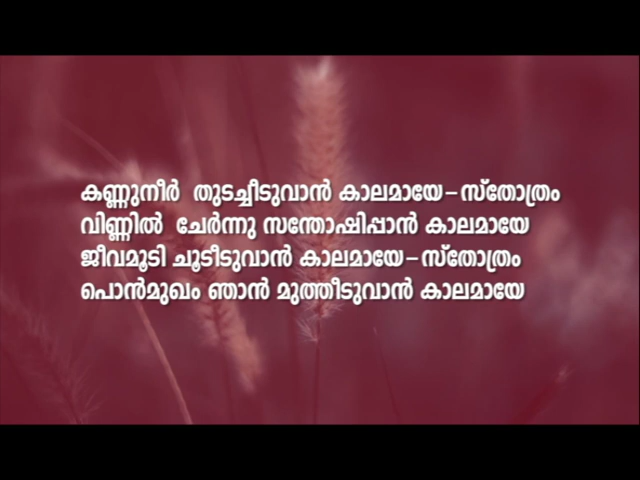 കണ്ണുനീർ തുടച്ചീടുവാൻ കാലമായേ-സ്തോത്രം
വിണ്ണിൽ ചേർന്നു സന്തോഷിപ്പാൻ കാലമായേ
ജീവമൂടി ചൂടീടുവാൻ കാലമായേ-സ്തോത്രം
പൊൻമുഖം ഞാൻ മുത്തീടുവാൻ കാലമായേ